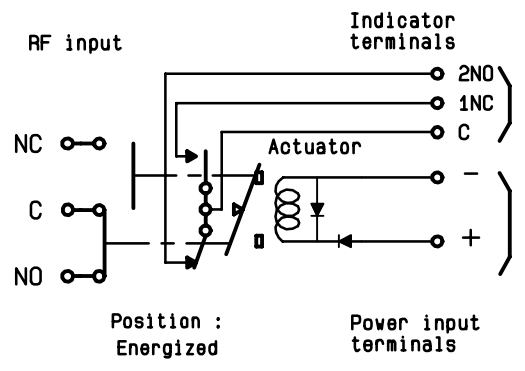 Indicator
terminals
RF input
2NO
1NC
NC
C
Actuator
-
C
+
NO
Position :
Energized
Power input
terminals